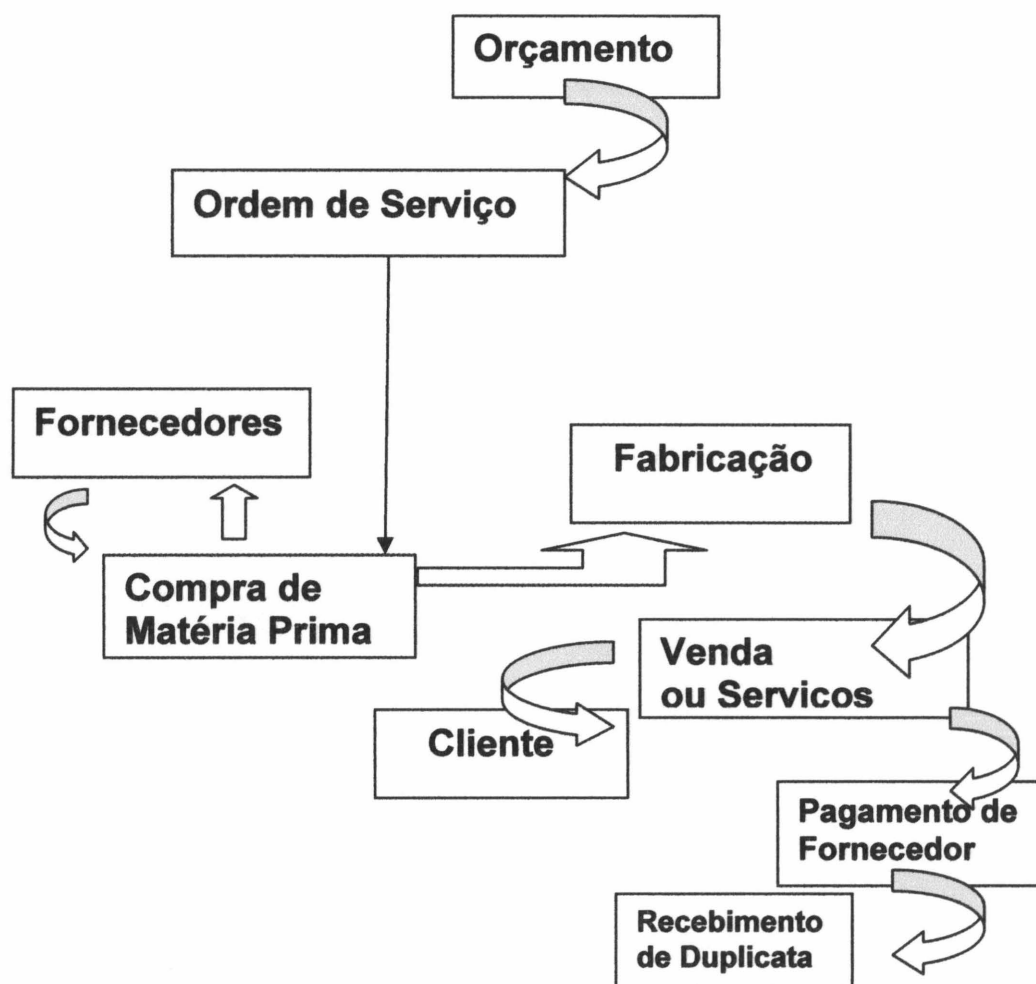 Orçamento
Ordem de Serviço
Fornecedores
Fabricação
Compra de
Matéria Prima
Venda
ou Servicos
Cliente
Pagamento de
Fornecedor
Recebimento
de Duplicata